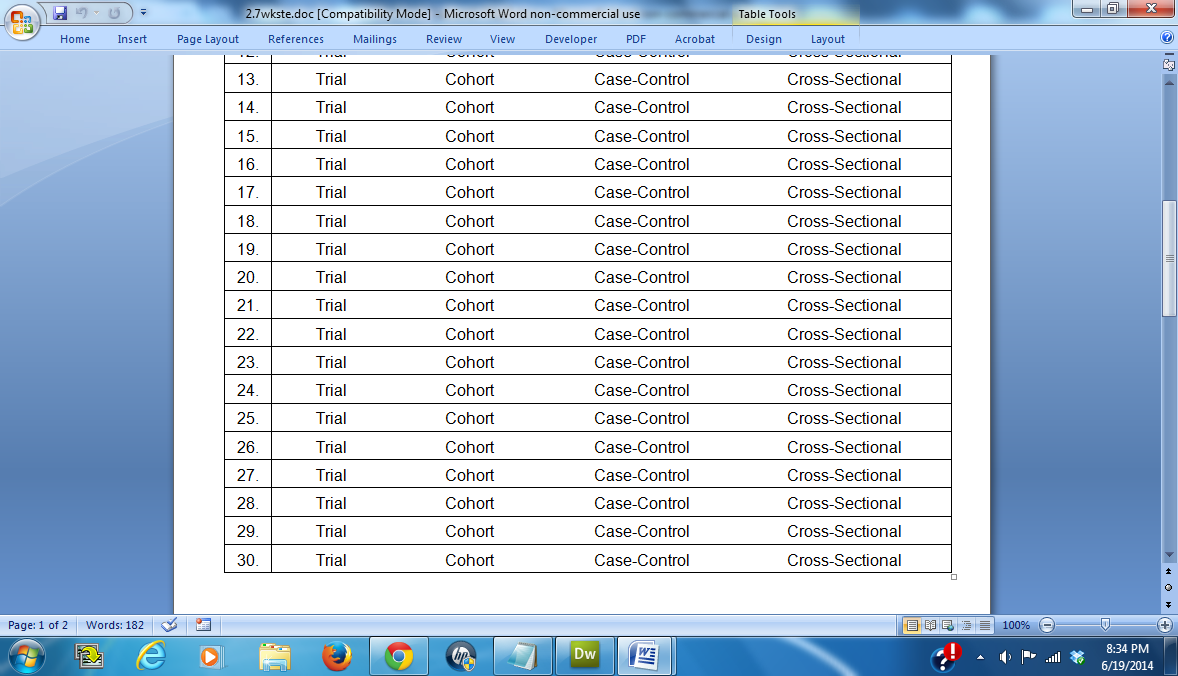 2.7wkste.doc [Compatibility Mode] - Microsoft Word non-commercial use
Table Tools
Home Insert Page Layout References Mailings Review View Developer PDF Acrobat Design Layout
12. Trial Cohort Case-Control Cross-Sectional
13. Trial Cohort Case-Control Cross-Sectional
14. Trial Cohort Case-Control Cross-Sectional
15. Trial Cohort Case-Control Cross-Sectional
16. Trial Cohort Case-Control Cross-Sectional
17. Trial Cohort Case-Control Cross-Sectional
18. Trial Cohort Case-Control Cross-Sectional
19. Trial Cohort Case-Control Cross-Sectional
20. Trial Cohort Case-Control Cross-Sectional
21. Trial Cohort Case-Control Cross-Sectional
22. Trial Cohort Case-Control Cross-Sectional
23. Trial Cohort Case-Control Cross-Sectional
24. Trial Cohort Case-Control Cross-Sectional
25. Trial Cohort Case-Control Cross-Sectional
26. Trial Cohort Case-Control Cross-Sectional
27. Trial Cohort Case-Control Cross-Sectional
28. Trial Cohort Case-Control Cross-Sectional
29. Trial Cohort Case-Control Cross-Sectional
30. Trial Cohort Case-Control Cross-Sectional
Page: 1 of 2 Words: 182 100%
hp Dw W
8:34 PM
6/19/2014